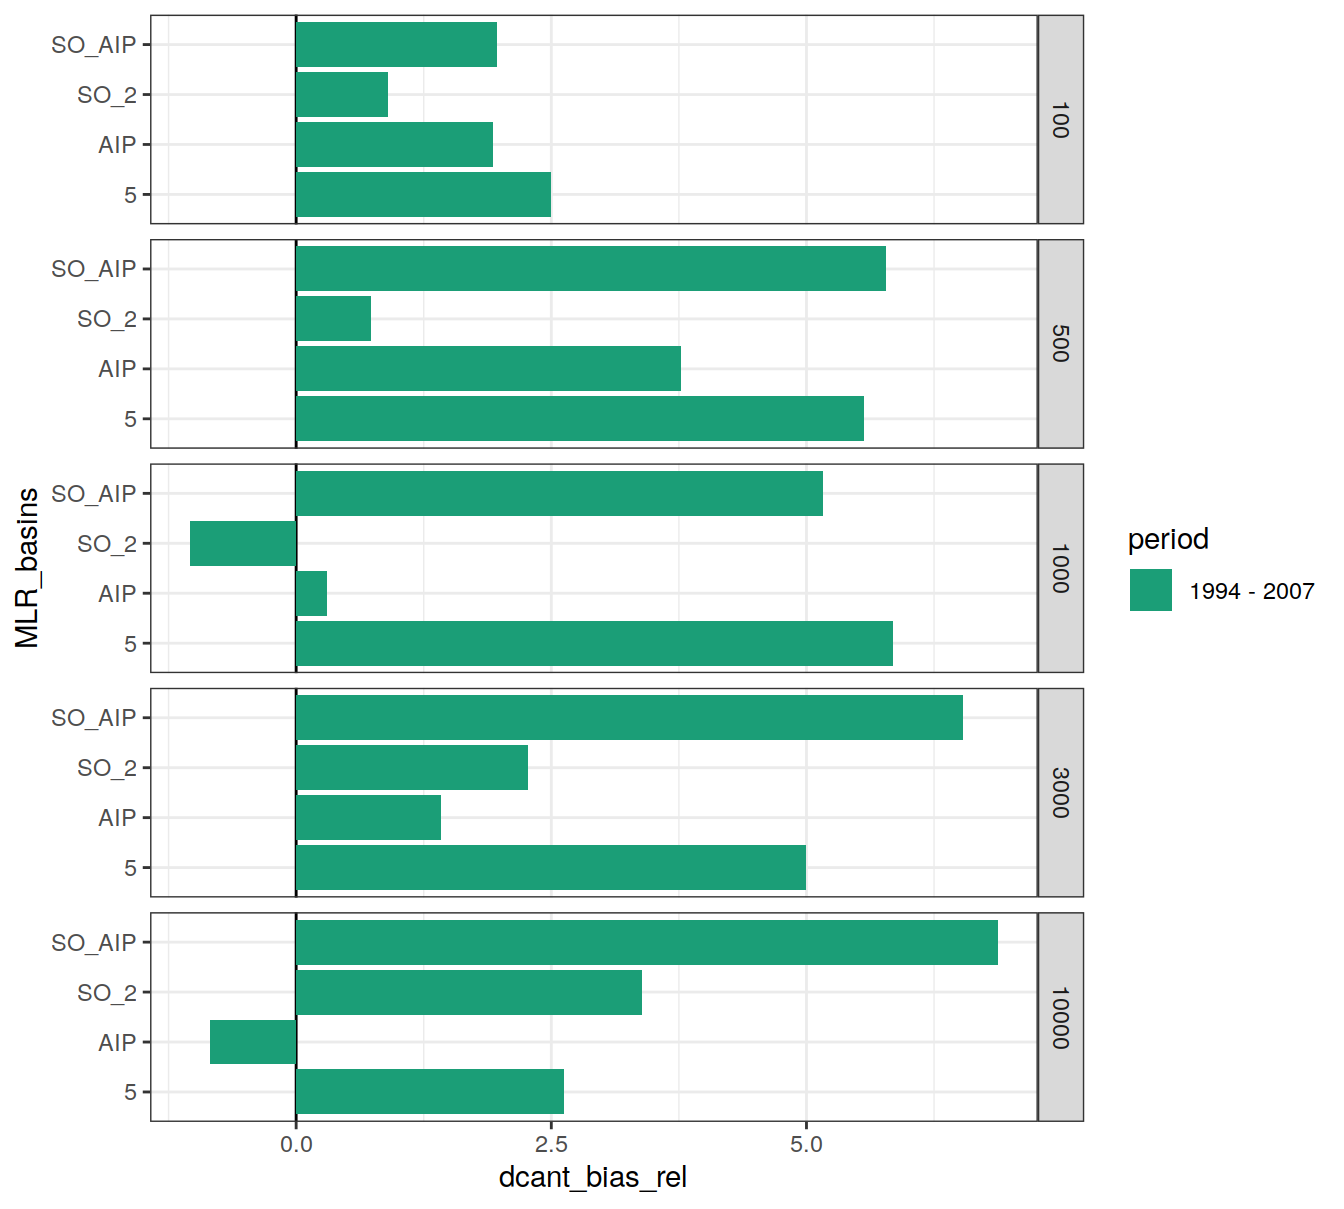 SO_AIP
SO_2
AIP
5
100
SO_AIP
SO_2
AIP
5
500
SO_AIP
SO_2
AIP
5
1000
SO_AIP
SO_2
AIP
5
3000
SO_AIP
SO_2
AIP
5
10000
MLR_basins
0.0
2.5
5.0
dcant_bias_rel
period
1994 - 2007